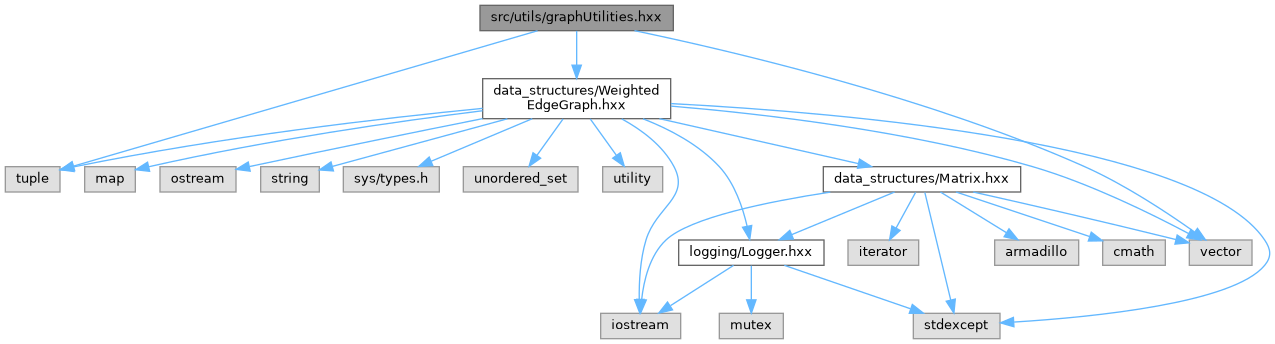 src/utils/graphUtilities.hxx
data_structures/Weighted
EdgeGraph.hxx
tuple
map
ostream
string
sys/types.h
unordered_set
utility
data_structures/Matrix.hxx
logging/Logger.hxx
iterator
armadillo
cmath
vector
iostream
mutex
stdexcept